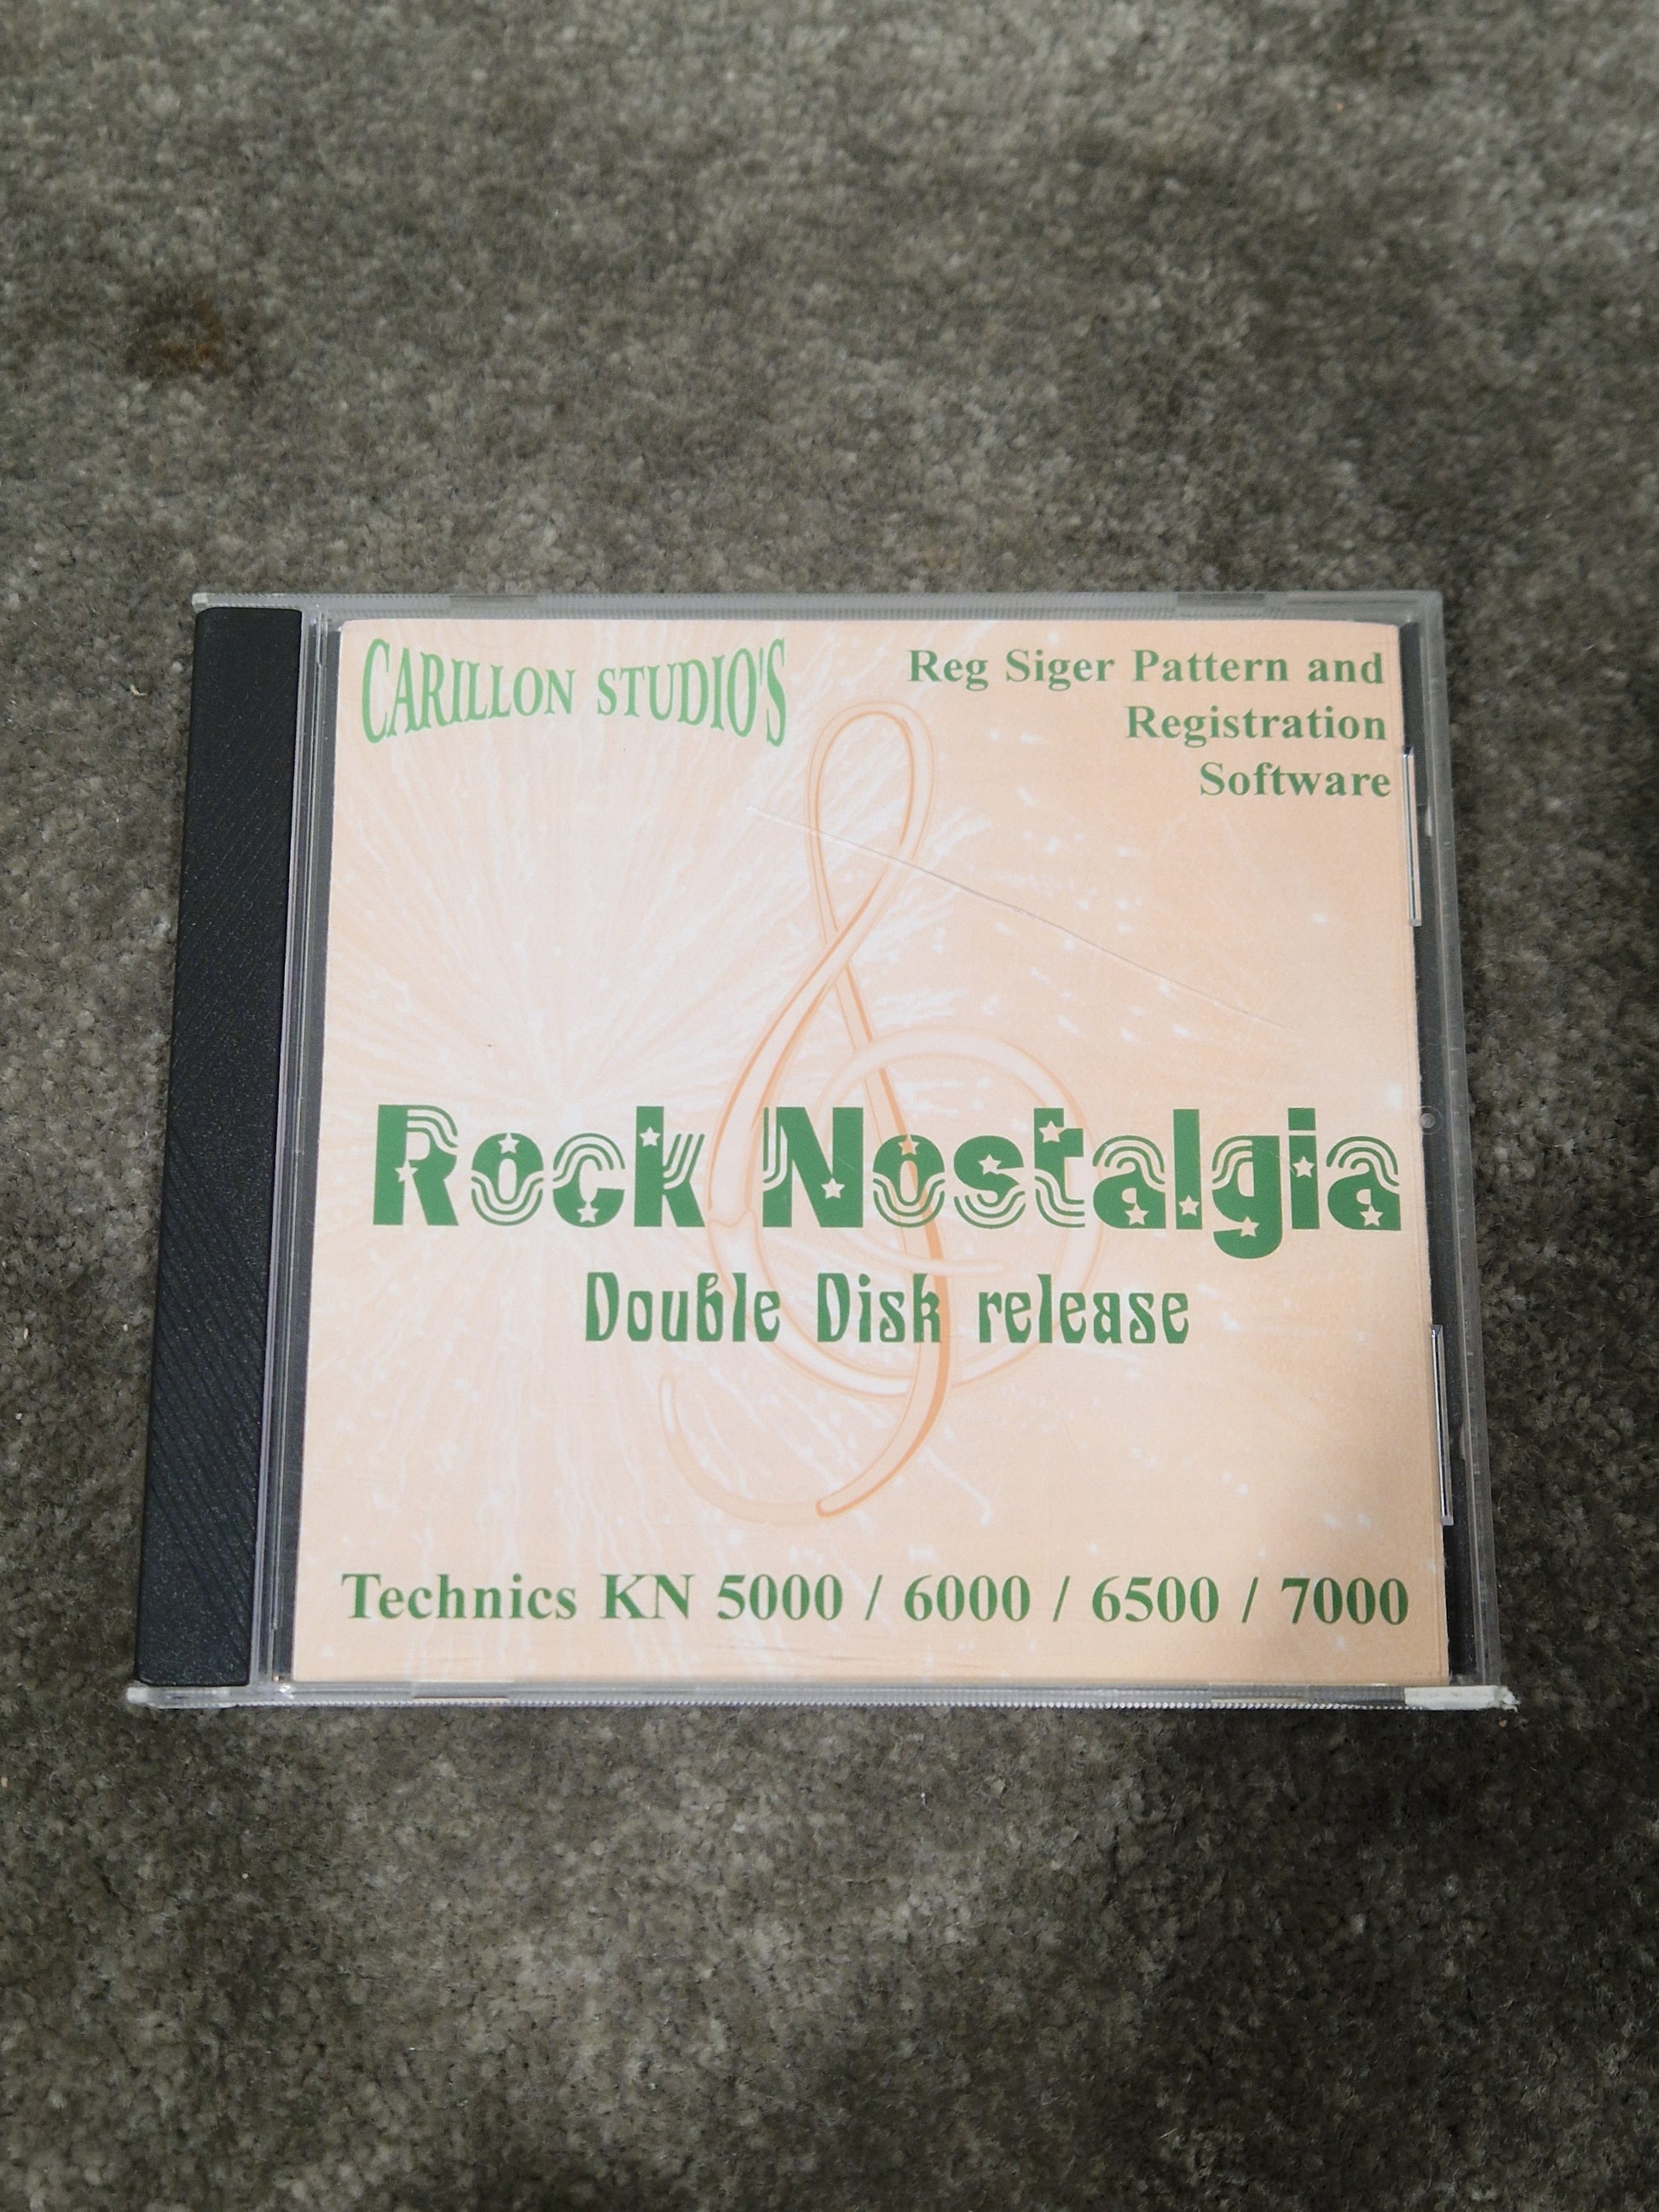 CARILLON STUDIO'S
Reg Siger Pattern and
Registration
Software
Rock Nostalgia
Double Disk release
Technics KN 5000 / 6000 / 6500 / 7000